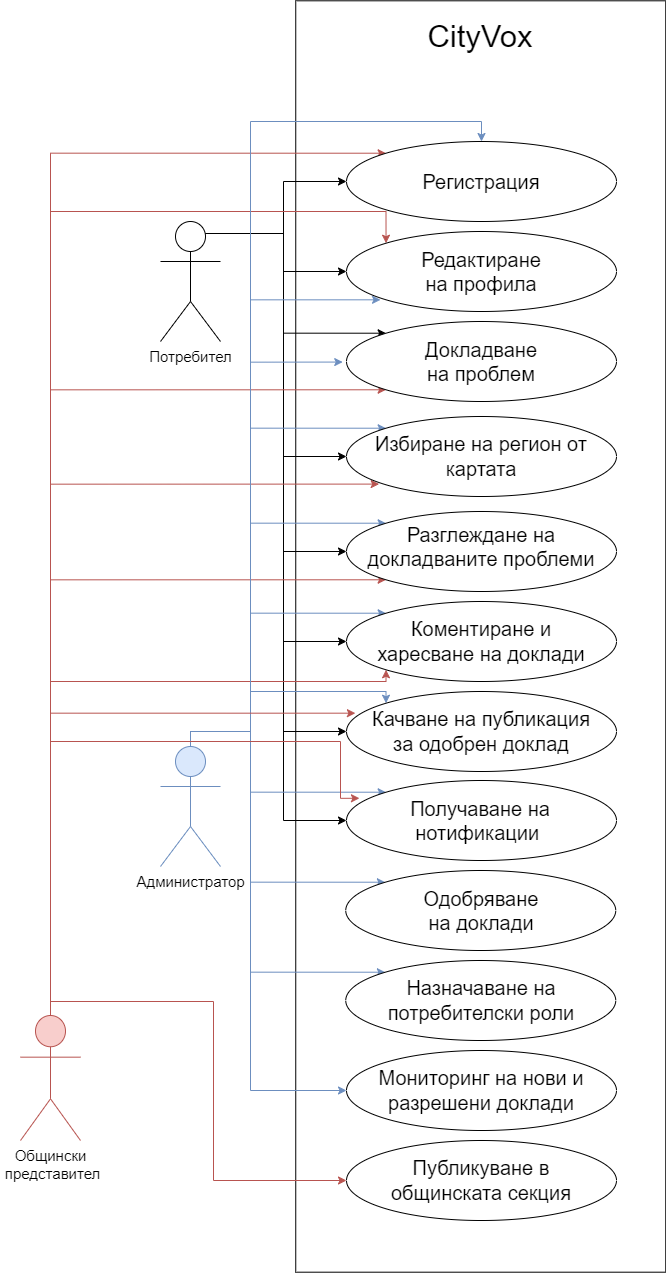 CityVox
Регистрация
Редактиране
на профила
Потребител
Докладване
на проблем
Избиране на регион от
картата
Разглеждане на
докладваните проблеми
Коментиране и
харесване на доклади
Качване на публикация
за одобрен доклад
Получаване на
нотификации
Администратор
Одобряване
на доклади
Назначаване на
потребителски роли
Мониторинг на нови и
разрешени доклади
Общински
представител
Публикуване в
общинската секция